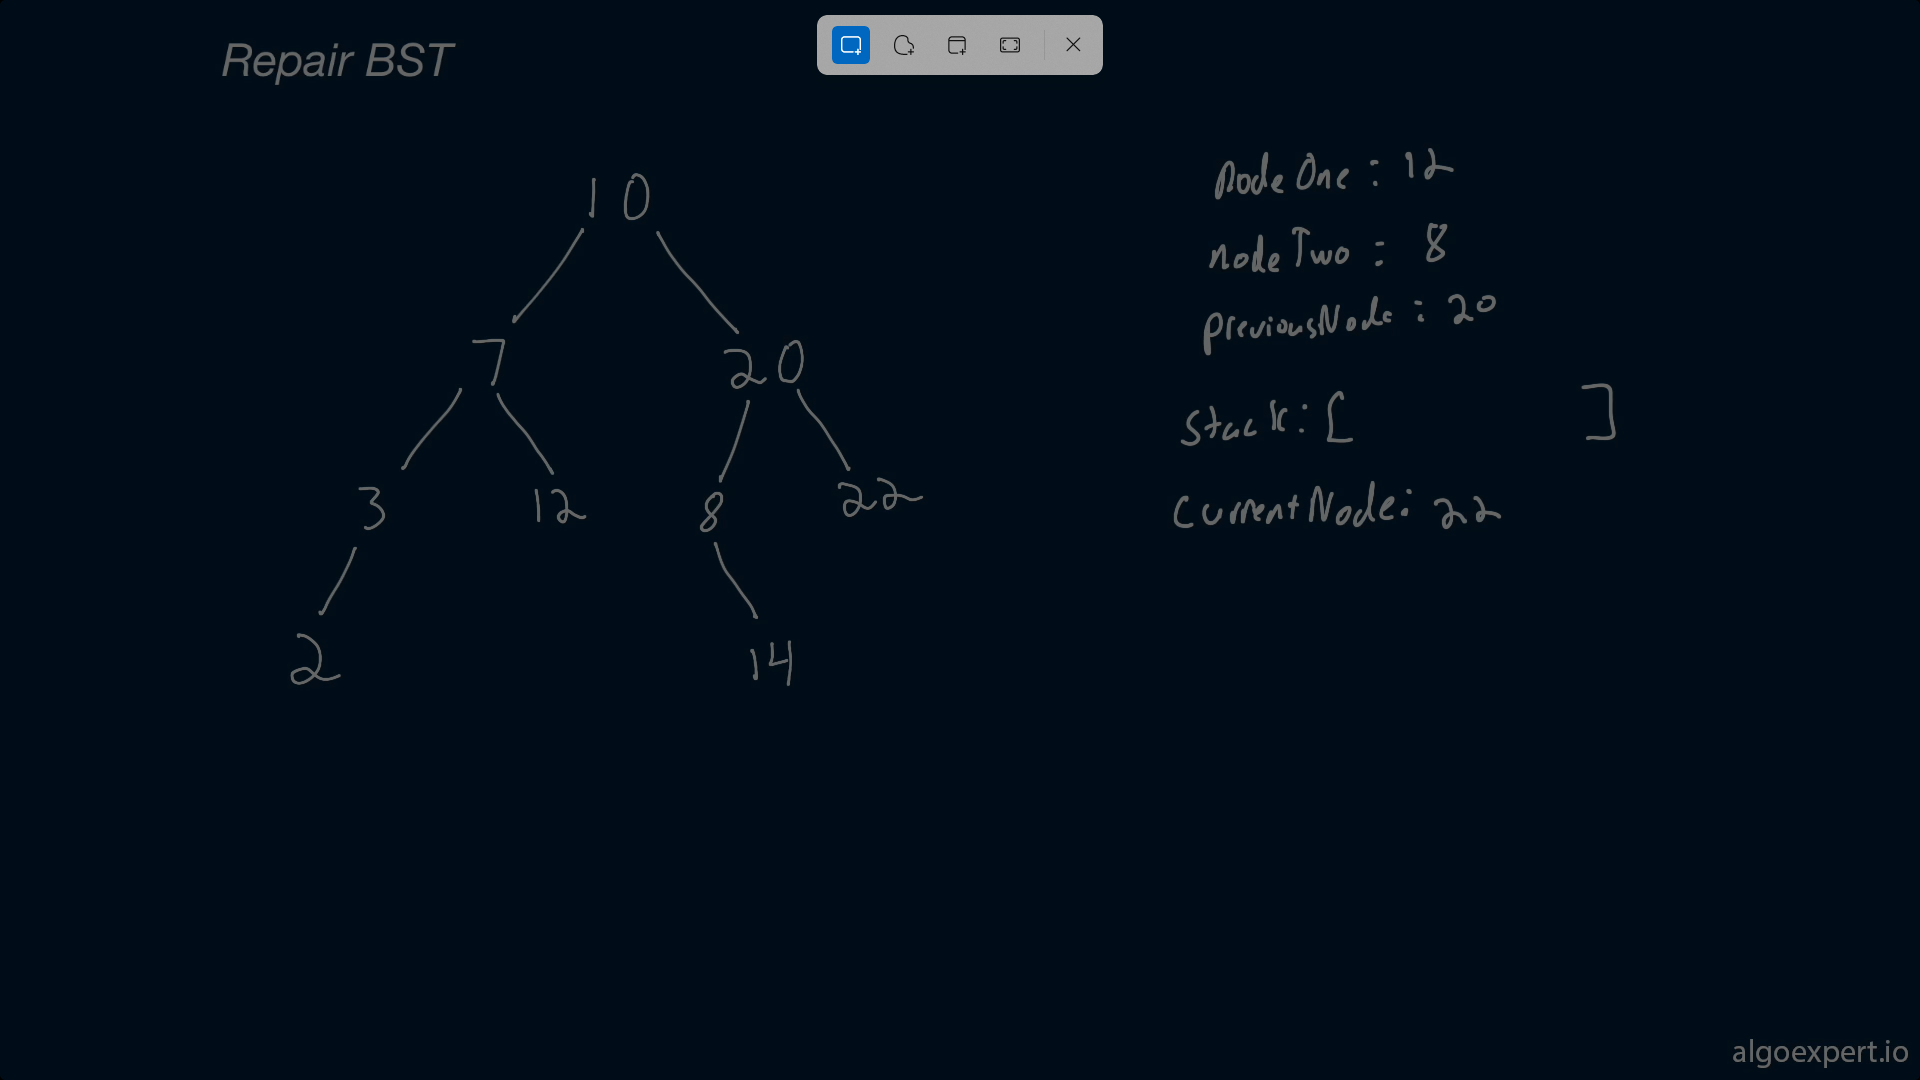 Repair BST
nodeOne : 12
nodeTwo : 8
previousNode : 20
stack: [ ]
currentNode: 22
10
7 20
3 12 8 22
2 14
algoexpert.io